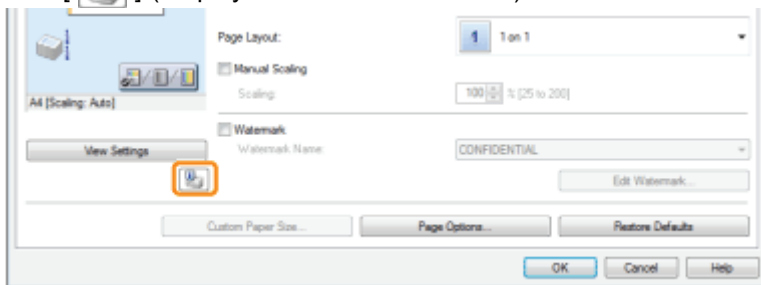 Page Layout:
1 1 on 1
Manual Scaling
Scaling: 100 % [25 to 200]
A4 [Scaling: Auto]
Watermark
View Settings
Watermark Name: CONFIDENTIAL
Edit Watermark...
Custom Paper Size... Page Options... Restore Defaults
OK Cancel Help